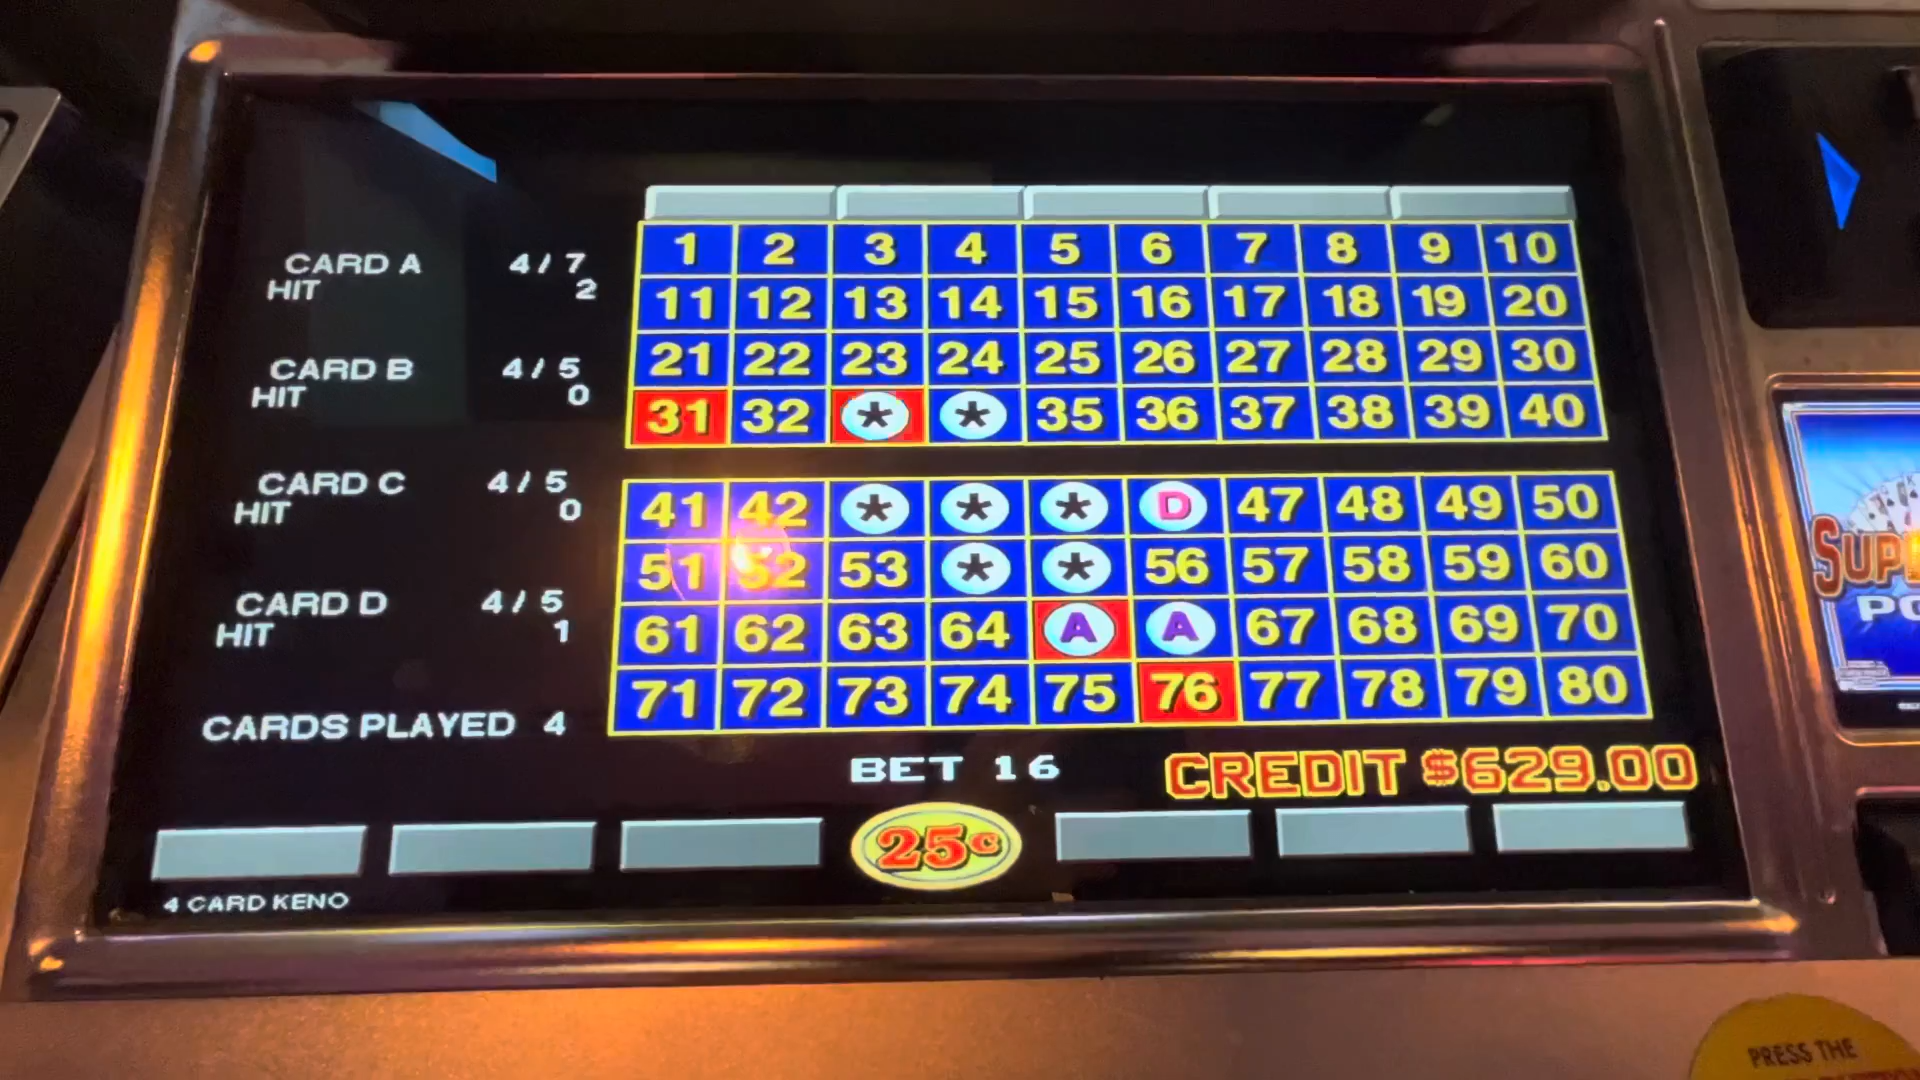 CARD A 4/7
HIT 2
CARD B 4/5
HIT 0
CARD C 4/5
HIT 0
CARD D 4/5
HIT 1
CARDS PLAYED 4
1 2 3 4 5 6 7 8 9 10
11 12 13 14 15 16 17 18 19 20
21 22 23 24 25 26 27 28 29 30
31 32 * * 35 36 37 38 39 40
41 42 * * * D 47 48 49 50
51 52 53 * * 56 57 58 59 60
61 62 63 64 A A 67 68 69 70
71 72 73 74 75 76 77 78 79 80
BET 16
CREDIT $629.00
25¢
4 CARD KENO
PRESS THE